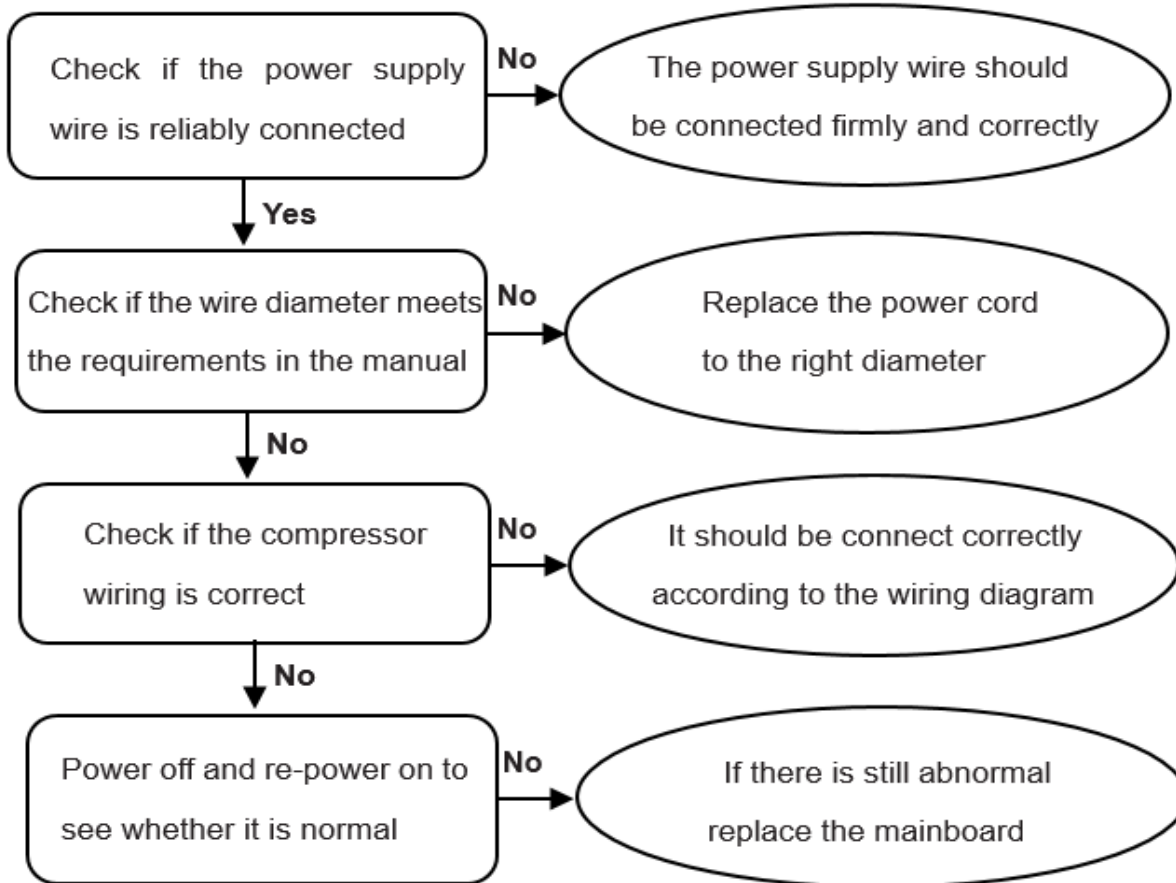 Check if the power supply
wire is reliably connected
No
The power supply wire should
be connected firmly and correctly
Yes
Check if the wire diameter meets
the requirements in the manual
No
Replace the power cord
to the right diameter
No
Check if the compressor
wiring is correct
No
It should be connect correctly
according to the wiring diagram
No
Power off and re-power on to
see whether it is normal
No
If there is still abnormal
replace the mainboard